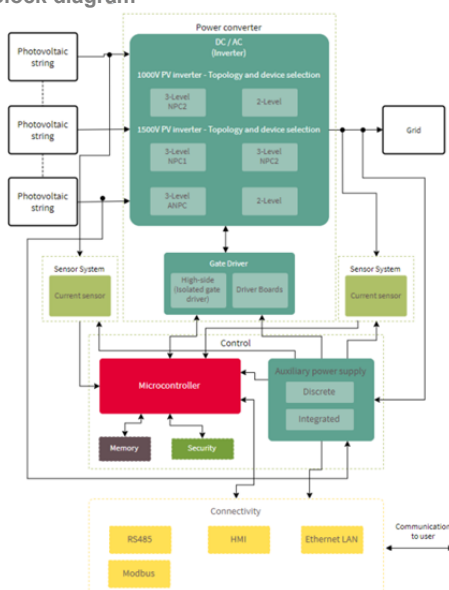 block diagram
Power converter
Photovoltaic
string
Photovoltaic
string
Photovoltaic
string
DC / AC
(Inverter)
1000V PV inverter - Topology and device selection
3-Level
NPC2
2-Level
1500V PV inverter - Topology and device selection
3-Level
NPC1
3-Level
NPC2
3-Level
ANPC
2-Level
Grid
Gate Driver
High-side
(Isolated gate
driver)
Driver Boards
Sensor System
Current sensor
Sensor System
Current sensor
Control
Microcontroller
Auxiliary power supply
Discrete
Integrated
Memory
Security
Connectivity
RS485
HMI
Ethernet LAN
Modbus
Communication
to user